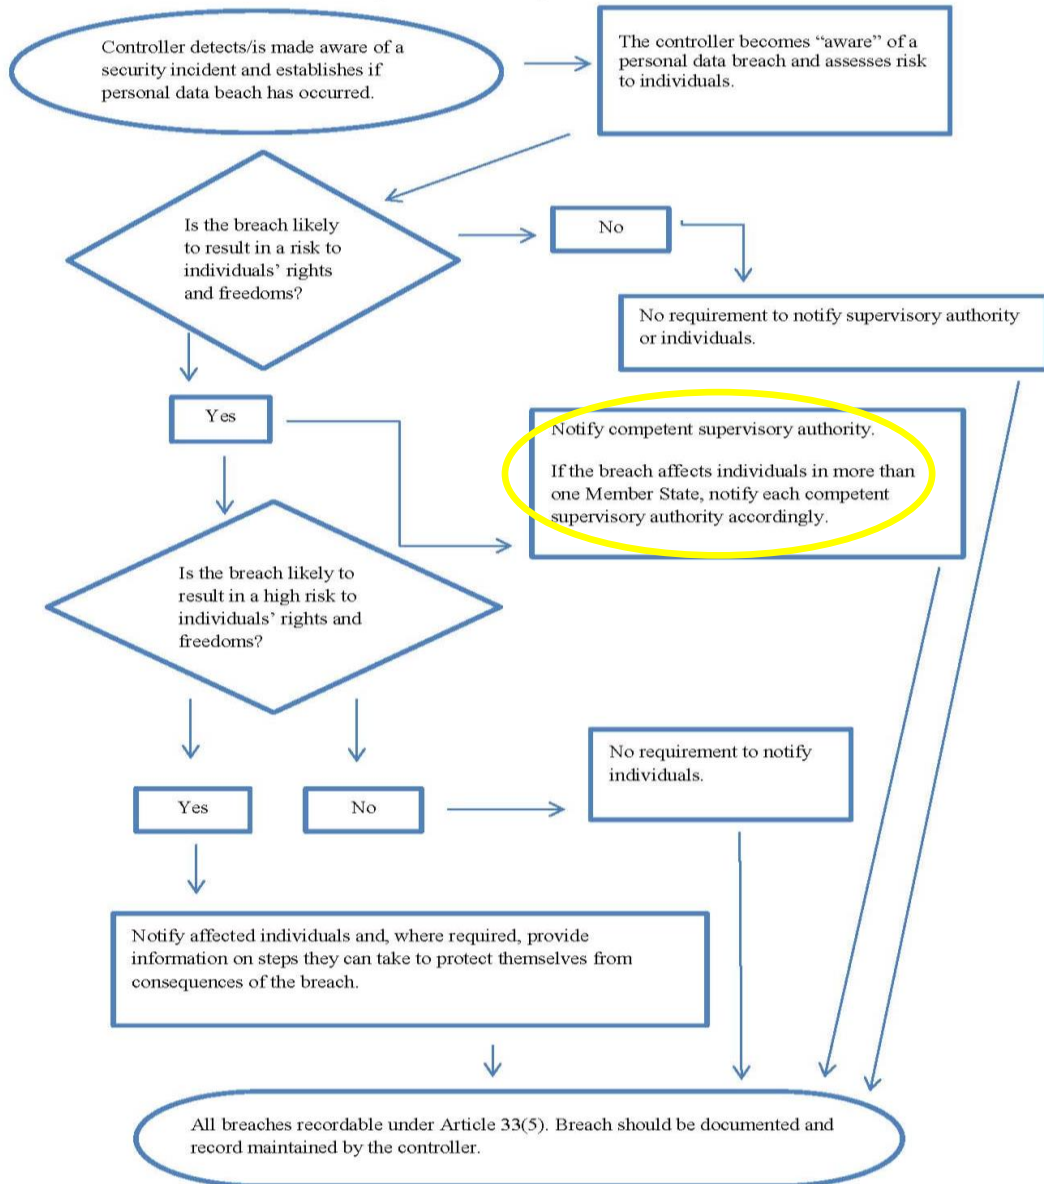 Controller detects/is made aware of a
security incident and establishes if
personal data beach has occurred.
The controller becomes “aware” of a
personal data breach and assesses risk
to individuals.
Is the breach likely
to result in a risk to
individuals’ rights
and freedoms?
No
No requirement to notify supervisory authority
or individuals.
Yes
Notify competent supervisory authority.
If the breach affects individuals in more than
one Member State, notify each competent
supervisory authority accordingly.
Is the breach likely to
result in a high risk to
individuals’ rights and
freedoms?
Yes
No
No requirement to notify
individuals.
Notify affected individuals and, where required, provide
information on steps they can take to protect themselves from
consequences of the breach.
All breaches recordable under Article 33(5). Breach should be documented and
record maintained by the controller.